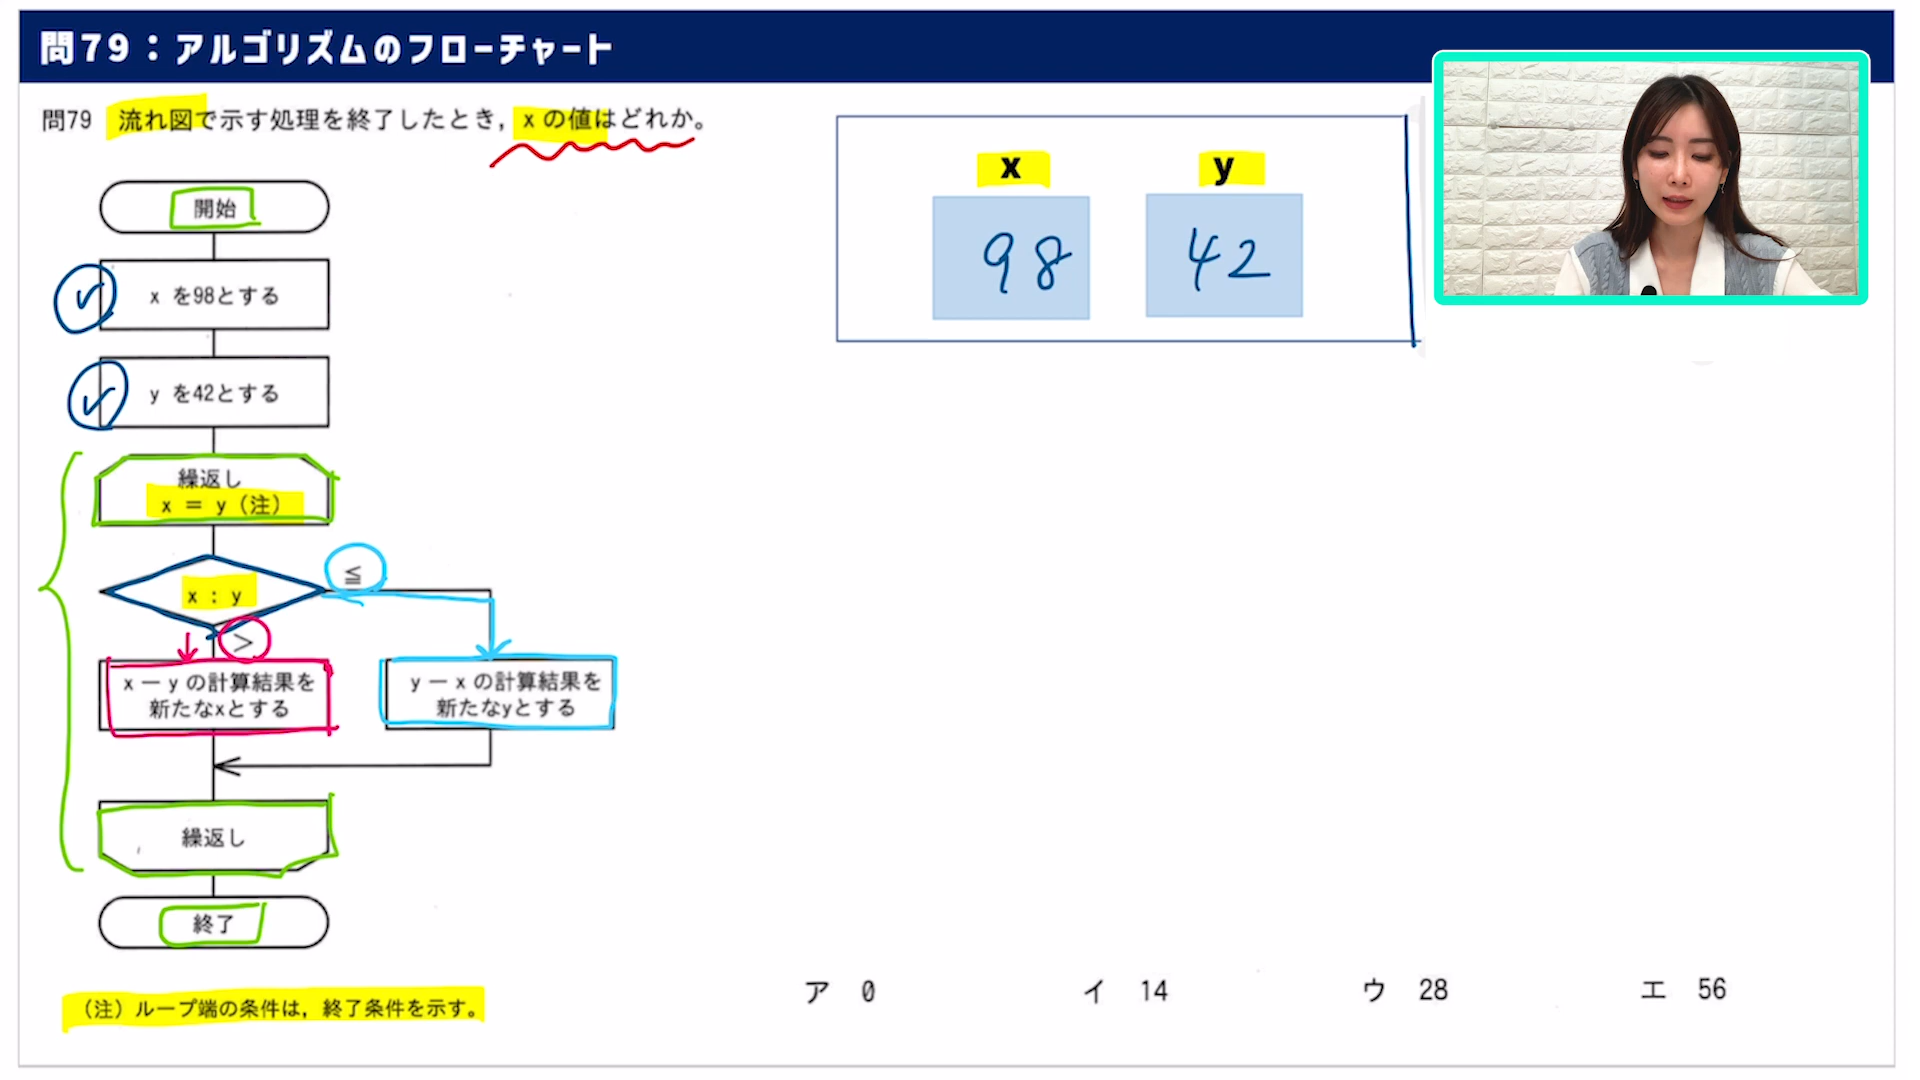 問79：アルゴリズムのフローチャート
問79 流れ図で示す処理を終了したとき，x の値はどれか。
開始
x を98とする
y を42とする
繰返し
x ＝ y（注）
x : y
≦
＞
x － y の計算結果を
新たなxとする
y － x の計算結果を
新たなyとする
繰返し
終了
（注）ループ端の条件は，終了条件を示す。
x y
98 42
ア 0 イ 14 ウ 28 エ 56